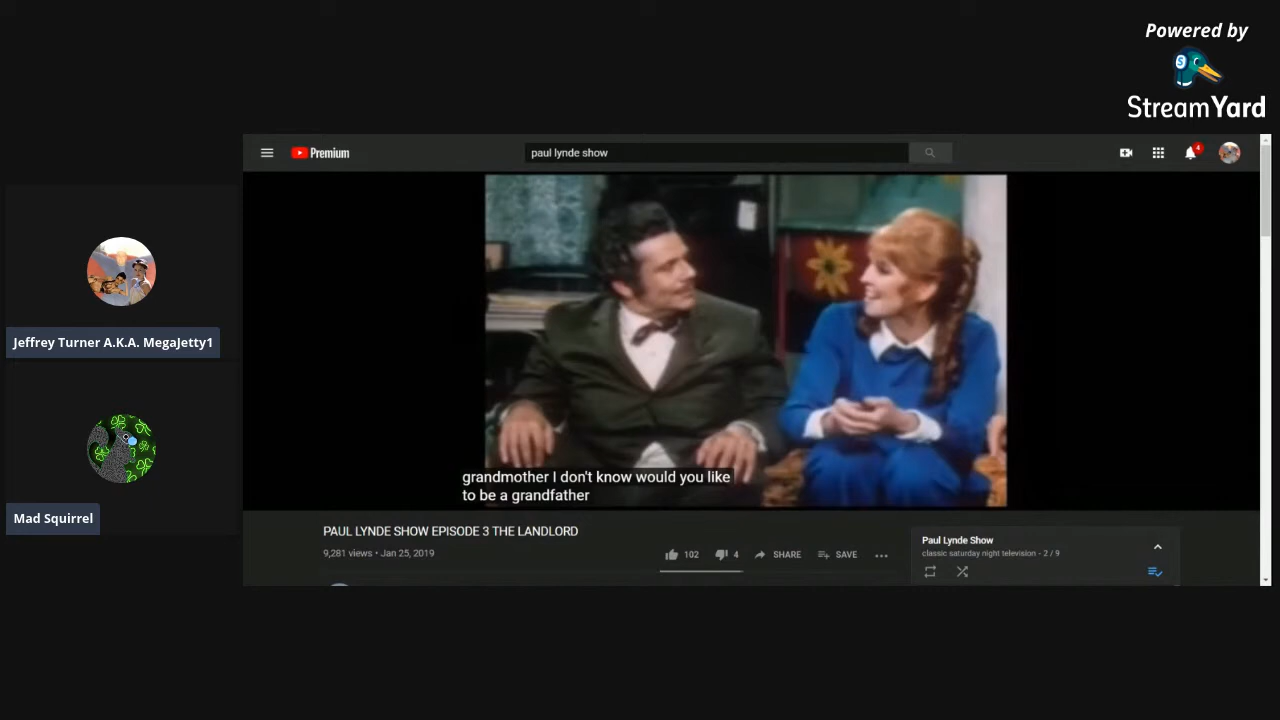 Powered by
StreamYard
Premium
paul lynde show
4
Jeffrey Turner A.K.A. MegaJetty1
Mad Squirrel
grandmother I don't know would you like
to be a grandfather
PAUL LYNDE SHOW EPISODE 3 THE LANDLORD
9,281 views • Jan 25, 2019
102
4
SHARE
SAVE
Paul Lynde Show
classic saturday night television - 2 / 9